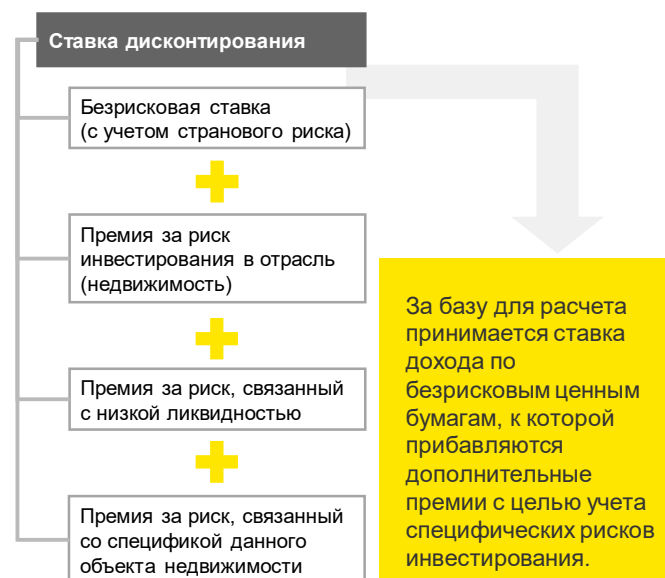 Ставка дисконтирования
Безрисковая ставка
(с учетом странового риска)
Премия за риск
инвестирования в отрасль
(недвижимость)
Премия за риск, связанный
с низкой ликвидностью
Премия за риск, связанный
со спецификой данного
объекта недвижимости
За базу для расчета
принимается ставка
дохода по
безрисковым ценным
бумагам, к которой
прибавляются
дополнительные
премии с целью учета
специфических рисков
инвестирования.